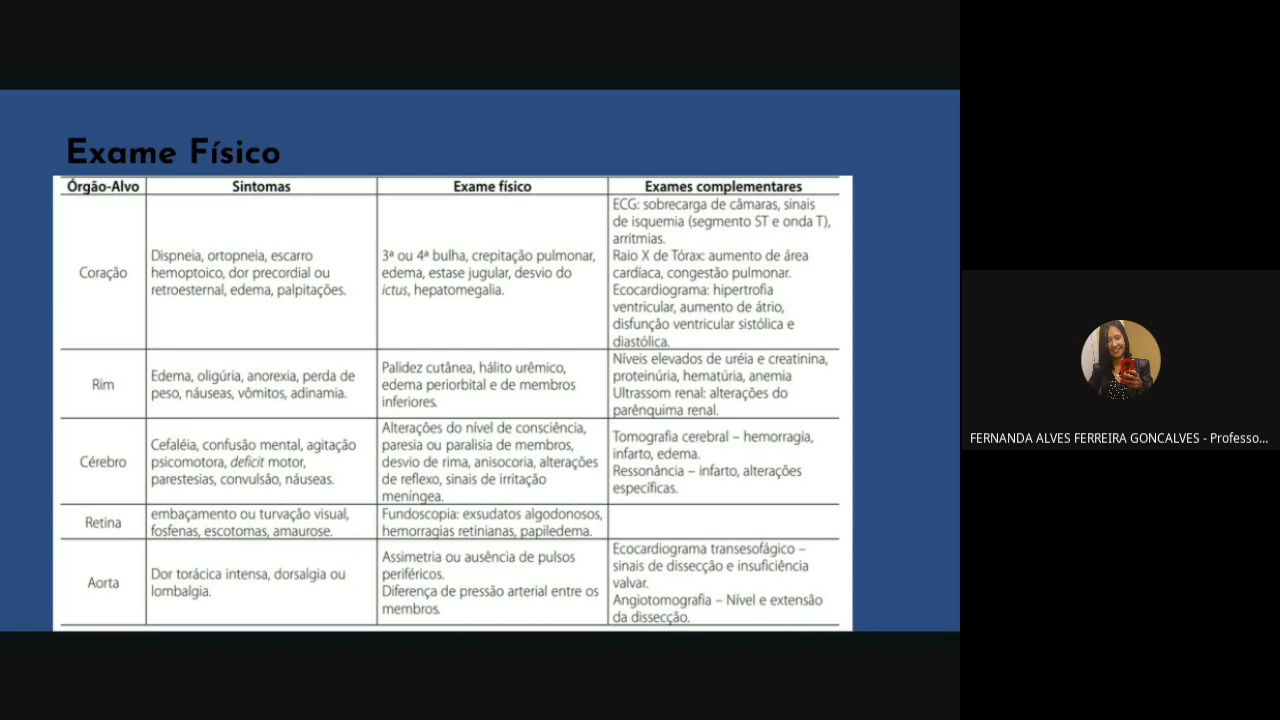 Exame Físico
Órgão-Alvo
Sintomas
Exame físico
Exames complementares
Coração
Dispneia, ortopneia, escarro
hemoptoico, dor precordial ou
retroesternal, edema, palpitações.
3ª ou 4ª bulha, crepitação pulmonar,
edema, estase jugular, desvio do
ictus, hepatomegalia.
ECG: sobrecarga de câmaras, sinais
de isquemia (segmento ST e onda T),
arritmias.
Raio X de Tórax: aumento de área
cardíaca, congestão pulmonar.
Ecocardiograma: hipertrofia
ventricular, aumento de átrio,
disfunção ventricular sistólica e
diastólica.
Rim
Edema, oligúria, anorexia, perda de
peso, náuseas, vômitos, adinamia.
Palidez cutânea, hálito urêmico,
edema periorbital e de membros
inferiores.
Níveis elevados de uréia e creatinina,
proteinúria, hematúria, anemia
Ultrassom renal: alterações do
parênquima renal.
Cérebro
Cefaléia, confusão mental, agitação
psicomotora, deficit motor,
parestesias, convulsão, náuseas.
Alterações do nível de consciência,
paresia ou paralisia de membros,
desvio de rima, anisocoria, alterações
de reflexo, sinais de irritação
meníngea.
Tomografia cerebral – hemorragia,
infarto, edema.
Ressonância – infarto, alterações
específicas.
Retina
embaçamento ou turvação visual,
fosfenas, escotomas, amaurose.
Fundoscopia: exsudatos algodonosos,
hemorragias retinianas, papiledema.
Aorta
Dor torácica intensa, dorsalgia ou
lombalgia.
Assimetria ou ausência de pulsos
periféricos.
Diferença de pressão arterial entre os
membros.
Ecocardiograma transesofágico –
sinais de dissecção e insuficiência
valvar.
Angiotomografia – Nível e extensão
da dissecção.
FERNANDA ALVES FERREIRA GONCALVES - Professo...